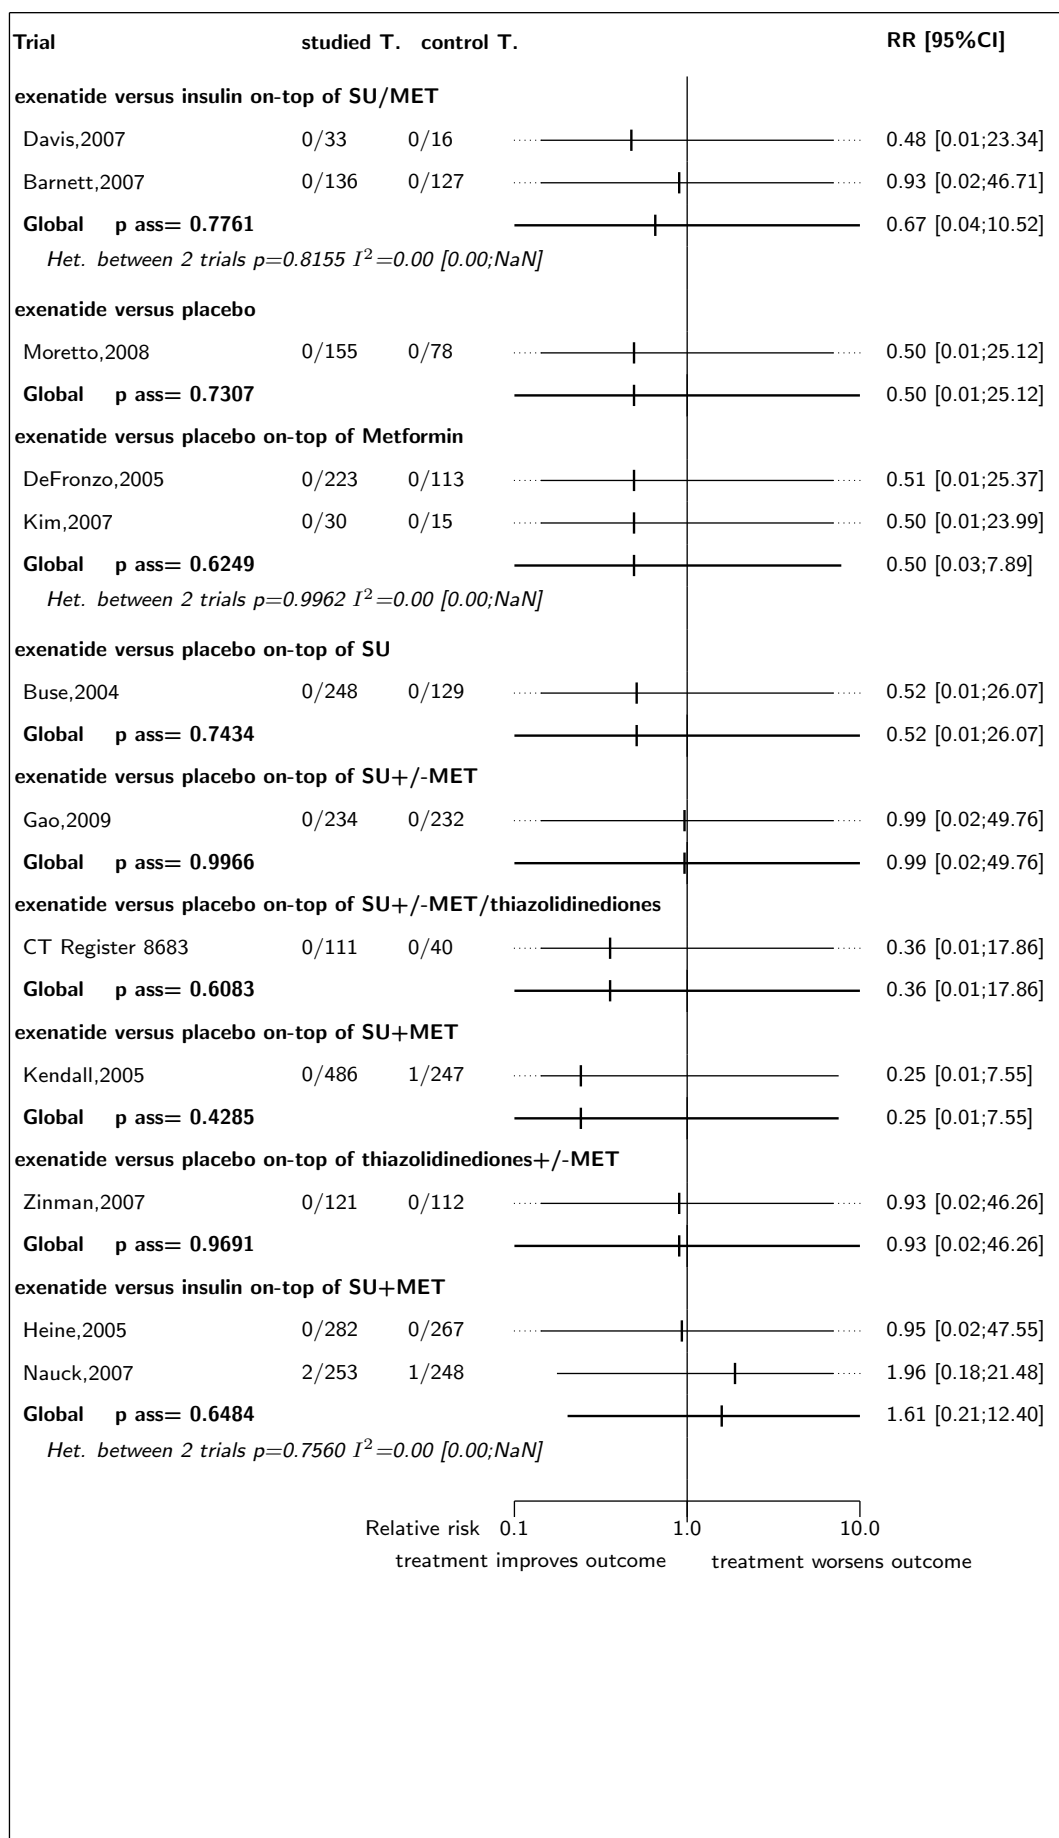 Trial studied T. control T. RR [95%CI]
exenatide versus insulin on-top of SU/MET
Davis,2007 0/33 0/16 0.48 [0.01;23.34]
Barnett,2007 0/136 0/127 0.93 [0.02;46.71]
Global p ass= 0.7761 0.67 [0.04;10.52]
Het. between 2 trials p=0.8155 I²=0.00 [0.00;NaN]
exenatide versus placebo
Moretto,2008 0/155 0/78 0.50 [0.01;25.12]
Global p ass= 0.7307 0.50 [0.01;25.12]
exenatide versus placebo on-top of Metformin
DeFronzo,2005 0/223 0/113 0.51 [0.01;25.37]
Kim,2007 0/30 0/15 0.50 [0.01;23.99]
Global p ass= 0.6249 0.50 [0.03;7.89]
Het. between 2 trials p=0.9962 I²=0.00 [0.00;NaN]
exenatide versus placebo on-top of SU
Buse,2004 0/248 0/129 0.52 [0.01;26.07]
Global p ass= 0.7434 0.52 [0.01;26.07]
exenatide versus placebo on-top of SU+/-MET
Gao,2009 0/234 0/232 0.99 [0.02;49.76]
Global p ass= 0.9966 0.99 [0.02;49.76]
exenatide versus placebo on-top of SU+/-MET/thiazolidinediones
CT Register 8683 0/111 0/40 0.36 [0.01;17.86]
Global p ass= 0.6083 0.36 [0.01;17.86]
exenatide versus placebo on-top of SU+MET
Kendall,2005 0/486 1/247 0.25 [0.01;7.55]
Global p ass= 0.4285 0.25 [0.01;7.55]
exenatide versus placebo on-top of thiazolidinediones+/-MET
Zinman,2007 0/121 0/112 0.93 [0.02;46.26]
Global p ass= 0.9691 0.93 [0.02;46.26]
exenatide versus insulin on-top of SU+MET
Heine,2005 0/282 0/267 0.95 [0.02;47.55]
Nauck,2007 2/253 1/248 1.96 [0.18;21.48]
Global p ass= 0.6484 1.61 [0.21;12.40]
Het. between 2 trials p=0.7560 I²=0.00 [0.00;NaN]
Relative risk 0.1 1.0 10.0
treatment improves outcome treatment worsens outcome